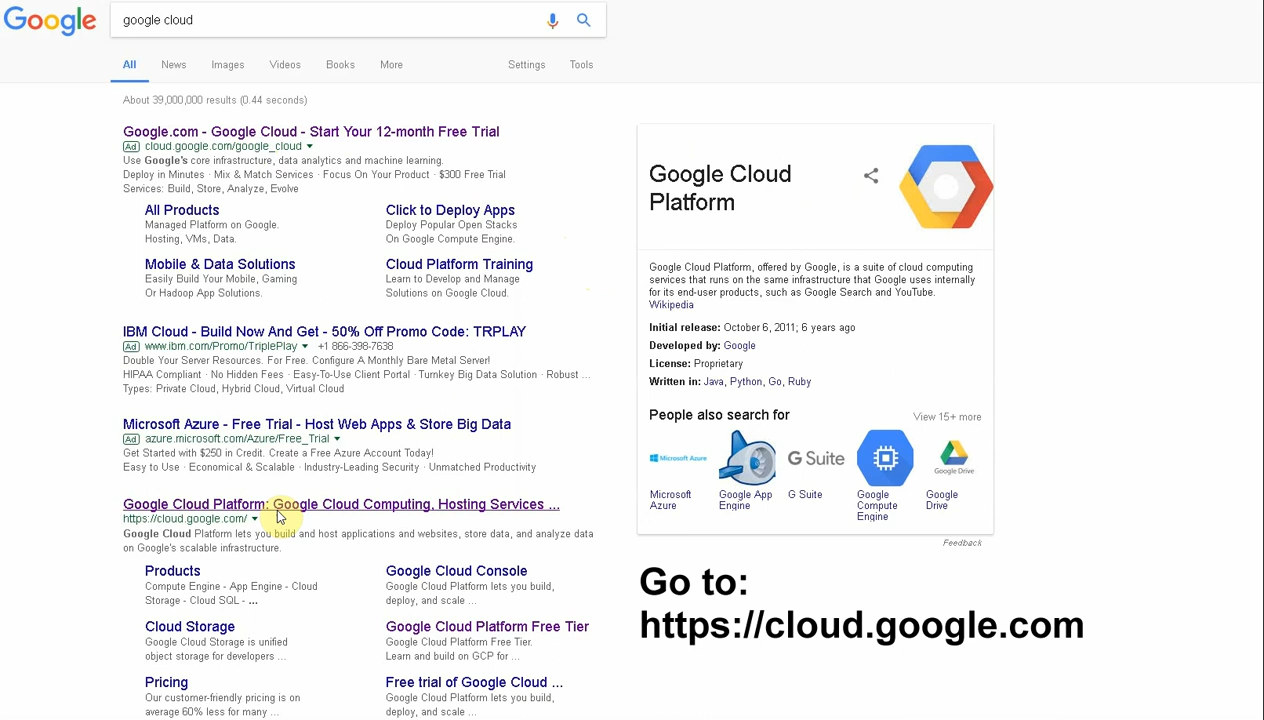 Google
google cloud
All News Images Videos Books More Settings Tools
About 39,000,000 results (0.44 seconds)
Google.com - Google Cloud - Start Your 12-month Free Trial
Ad cloud.google.com/google_cloud
Use Google's core infrastructure, data analytics and machine learning.
Deploy in Minutes · Mix & Match Services · Focus On Your Product · $300 Free Trial
Services: Build, Store, Analyze, Evolve
All Products
Managed Platform on Google.
Hosting, VMs, Data.
Click to Deploy Apps
Deploy Popular Open Stacks
On Google Compute Engine.
Mobile & Data Solutions
Easily Build Your Mobile, Gaming
Or Hadoop App Solutions.
Cloud Platform Training
Learn to Develop and Manage
Solutions on Google Cloud.
IBM Cloud - Build Now And Get - 50% Off Promo Code: TRPLAY
Ad www.ibm.com/Promo/TriplePlay +1 866-398-7638
Double Your Server Resources. For Free. Configure A Monthly Bare Metal Server!
HIPAA Compliant · No Hidden Fees · Easy-To-Use Client Portal · Turnkey Big Data Solution · Robust ...
Types: Private Cloud, Hybrid Cloud, Virtual Cloud
Microsoft Azure - Free Trial - Host Web Apps & Store Big Data
Ad azure.microsoft.com/Azure/Free_Trial
Get Started with $250 in Credit. Create a Free Azure Account Today!
Easy to Use · Economical & Scalable · Industry-Leading Security · Unmatched Productivity
Google Cloud Platform: Google Cloud Computing, Hosting Services ...
https://cloud.google.com/
Google Cloud Platform lets you build and host applications and websites, store data, and analyze data
on Google's scalable infrastructure.
Products
Compute Engine - App Engine - Cloud
Storage - Cloud SQL - ...
Google Cloud Console
Google Cloud Platform lets you build,
deploy, and scale ...
Cloud Storage
Google Cloud Storage is unified
object storage for developers ...
Google Cloud Platform Free Tier
Google Cloud Platform Free Tier.
Learn and build on GCP for ...
Pricing
Our customer-friendly pricing is on
average 60% less for many ...
Free trial of Google Cloud ...
Google Cloud Platform lets you build,
deploy, and scale ...
Google Cloud
Platform
Google Cloud Platform, offered by Google, is a suite of cloud computing
services that runs on the same infrastructure that Google uses internally
for its end-user products, such as Google Search and YouTube.
Wikipedia
Initial release: October 6, 2011; 6 years ago
Developed by: Google
License: Proprietary
Written in: Java, Python, Go, Ruby
People also search for View 15+ more
Microsoft Azure
G Suite
Google Drive
Microsoft
Azure
Google App
Engine
G Suite
Google
Compute
Engine
Google
Drive
Feedback
Go to:
https://cloud.google.com